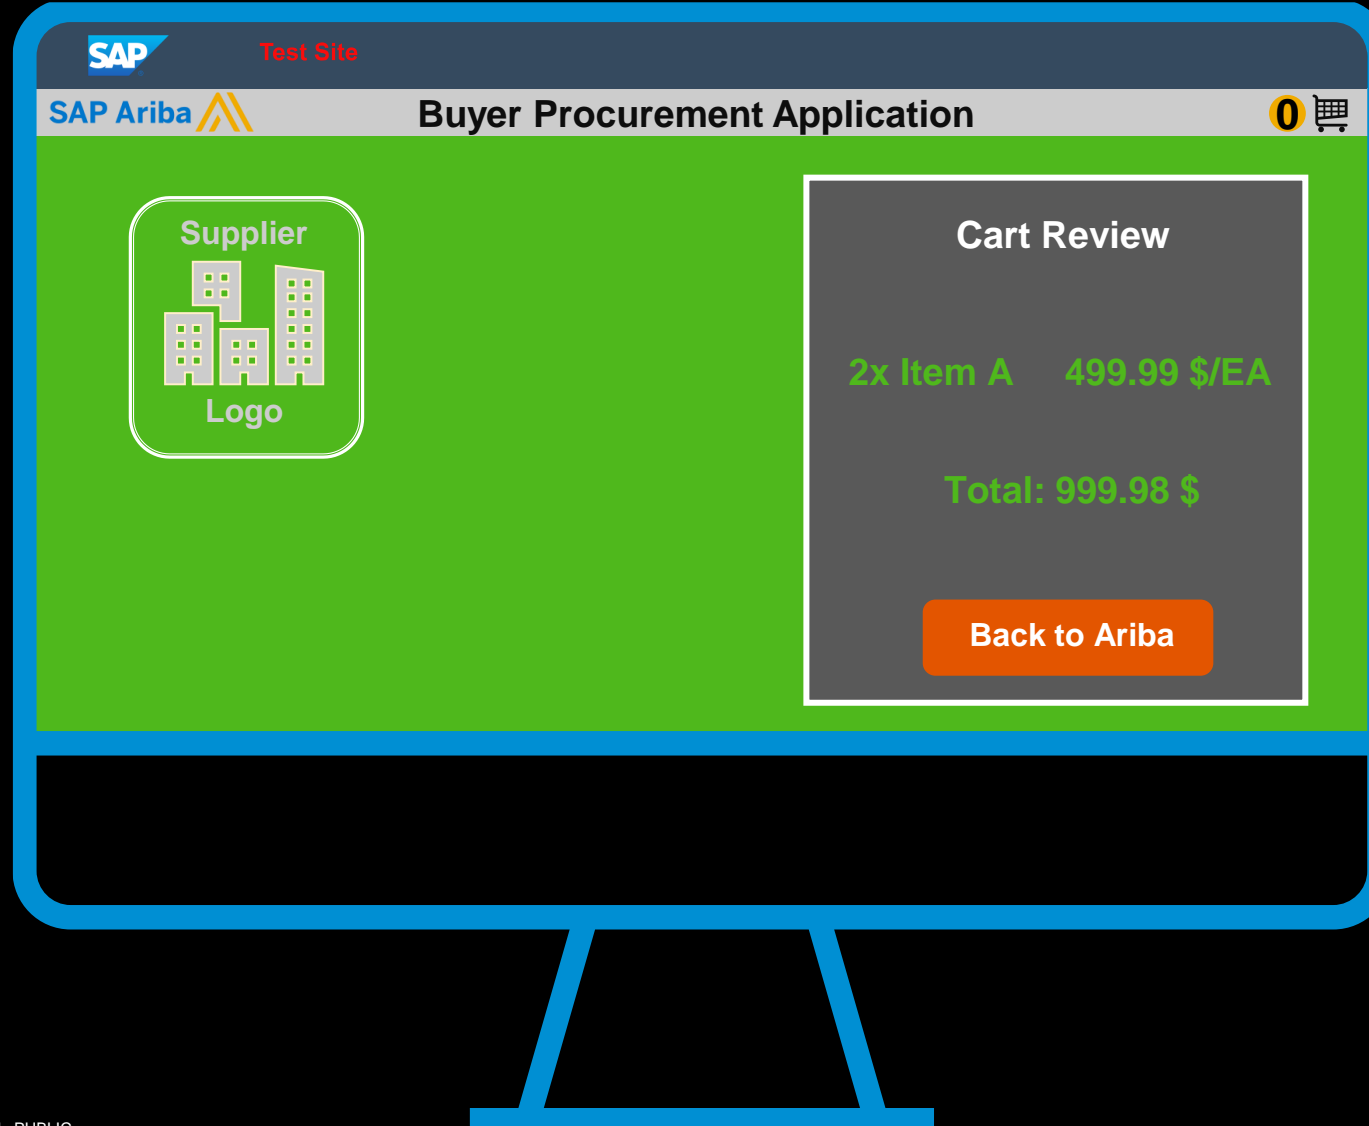 SAP
Test Site
SAP Ariba
Buyer Procurement Application
0
Supplier
Logo
Cart Review
2x Item A 499.99 $/EA
Total: 999.98 $
Back to Ariba
PUBLIC